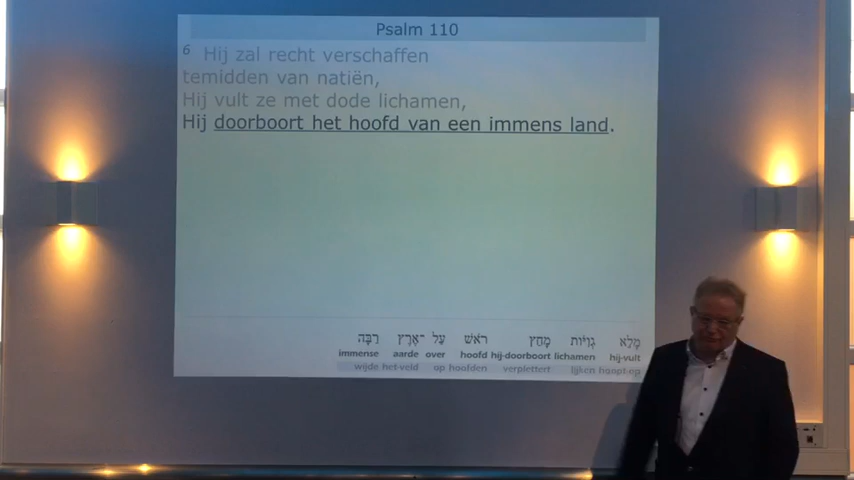 Psalm 110
6 Hij zal recht verschaffen
temidden van natiën,
Hij vult ze met dode lichamen,
Hij doorboort het hoofd van een immens land.
מָלֵא גְוִיּוֹת מָחַץ רֹאשׁ עַל־אֶרֶץ רַבָּה
immense aarde over hoofd hij-doorboort lichamen hij-vult
wijde het-veld op hoofden verplettert lijken hoopt-op